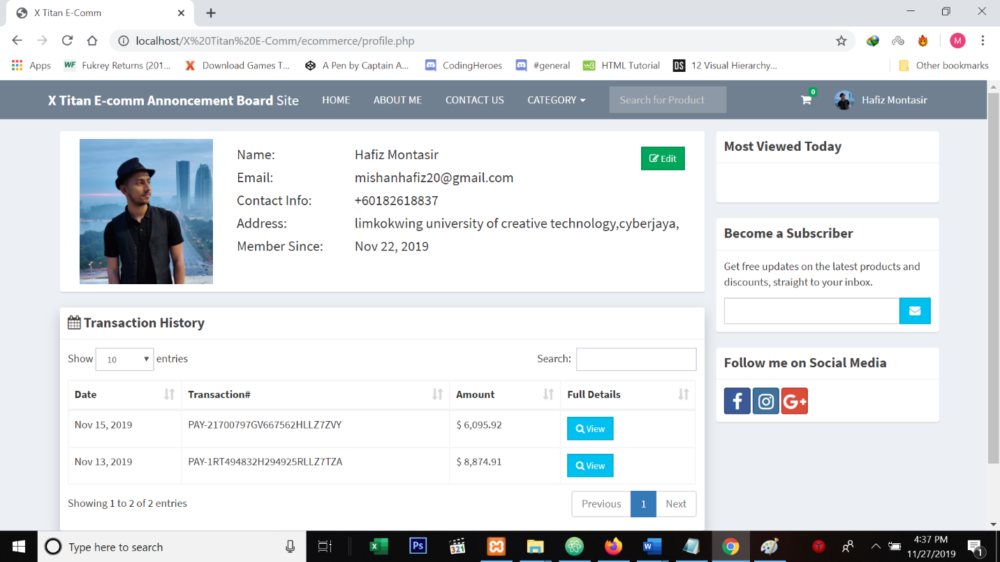 X Titan E-Comm
localhost/X%20Titan%20E-Comm/ecommerce/profile.php
M
Apps
WF Fukrey Returns (201...
X Download Games T...
A Pen by Captain A...
CodingHeroes
#general
w3 HTML Tutorial
DS 12 Visual Hierarchy...
Other bookmarks
X Titan E-comm Annoncement Board Site
HOME
ABOUT ME
CONTACT US
CATEGORY
Search for Product
0
Hafiz Montasir
Name: Hafiz Montasir
Edit
Email: mishanhafiz20@gmail.com
Contact Info: +60182618837
Address: limkokwing university of creative technology,cyberjaya,
Member Since: Nov 22, 2019
Transaction History
Show 10 entries
Search:
Date Transaction# Amount Full Details
Nov 15, 2019 PAY-21700797GV667562HLLZ7ZVY $ 6,095.92 View
Nov 13, 2019 PAY-1RT494832H294925RLLZ7TZA $ 8,874.91 View
Showing 1 to 2 of 2 entries
Previous 1 Next
Most Viewed Today
Become a Subscriber
Get free updates on the latest products and
discounts, straight to your inbox.
Follow me on Social Media
f
G+
Type here to search
X
Ps
321
W
4:37 PM
11/27/2019
1